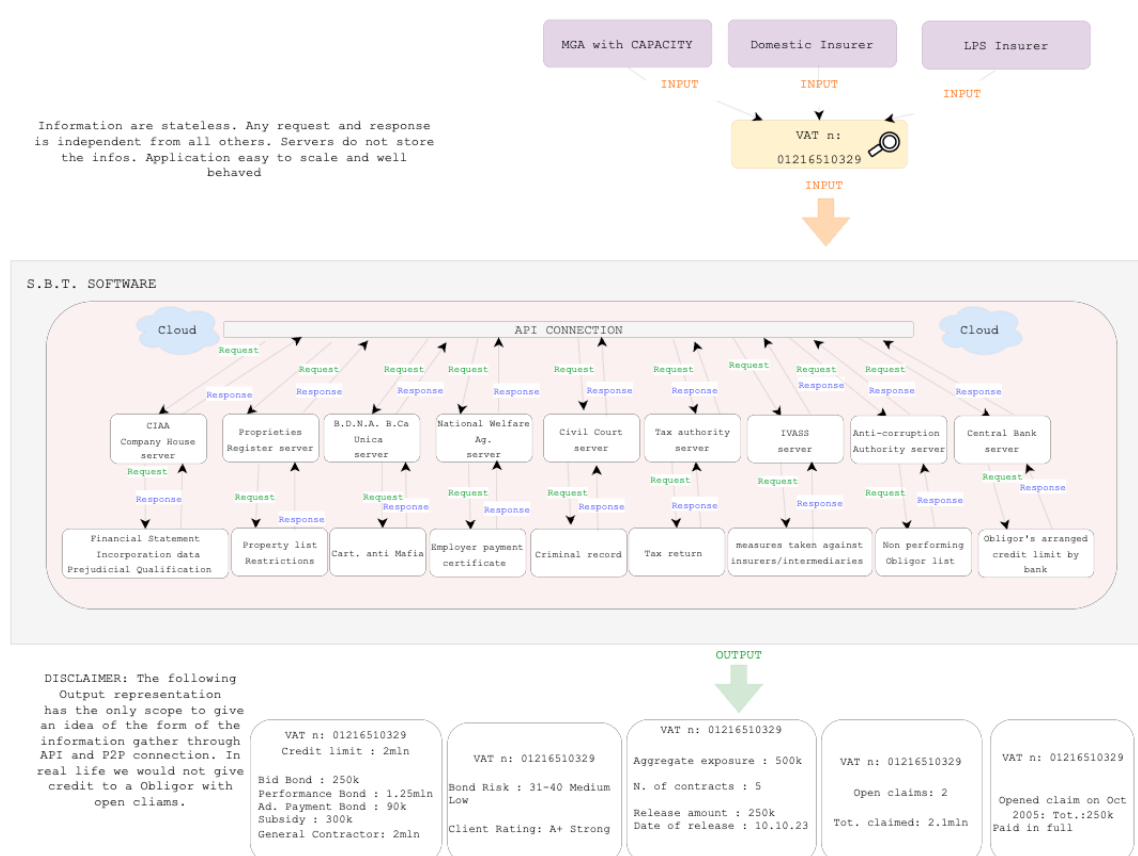 MGA with CAPACITY
Domestic Insurer
LPS Insurer
INPUT
INPUT
INPUT
Information are stateless. Any request and response
is independent from all others. Servers do not store
the infos. Application easy to scale and well
behaved
VAT n:
01216510329
INPUT
S.B.T. SOFTWARE
Cloud
API CONNECTION
Cloud
Request
Response
Request
Response
Request
Response
Request
Response
Request
Response
Request
Response
Request
Response
Request
Response
Request
Response
CIAA
Company House
server
Proprieties
Register server
B.D.N.A. B.Ca
Unica
server
National Welfare
Ag.
server
Civil Court
server
Tax authority
server
IVASS
server
Anti-corruption
Authority server
Central Bank
server
Request
Response
Request
Response
Request
Response
Request
Response
Request
Response
Request
Response
Request
Response
Request
Response
Request
Response
Financial Statement
Incorporation data
Prejudicial Qualification
Property list
Restrictions
Cart. anti Mafia
Employer payment
certificate
Criminal record
Tax return
measures taken against
insurers/intermediaries
Non performing
Obligor list
Obligor's arranged
credit limit by
bank
OUTPUT
DISCLAIMER: The following
Output representation
has the only scope to give
an idea of the form of the
information gather through
API and P2P connection. In
real life we would not give
credit to a Obligor with
open cliams.
VAT n: 01216510329
Credit limit : 2mln
Bid Bond : 250k
Performance Bond : 1.25mln
Ad. Payment Bond : 90k
Subsidy : 300k
General Contractor: 2mln
VAT n: 01216510329
Bond Risk : 31-40 Medium
Low
Client Rating: A+ Strong
VAT n: 01216510329
Aggregate exposure : 500k
N. of contracts : 5
Release amount : 250k
Date of release : 10.10.23
VAT n: 01216510329
Open claims: 2
Tot. claimed: 2.1mln
VAT n: 01216510329
Opened claim on Oct
2005: Tot.:250k
Paid in full